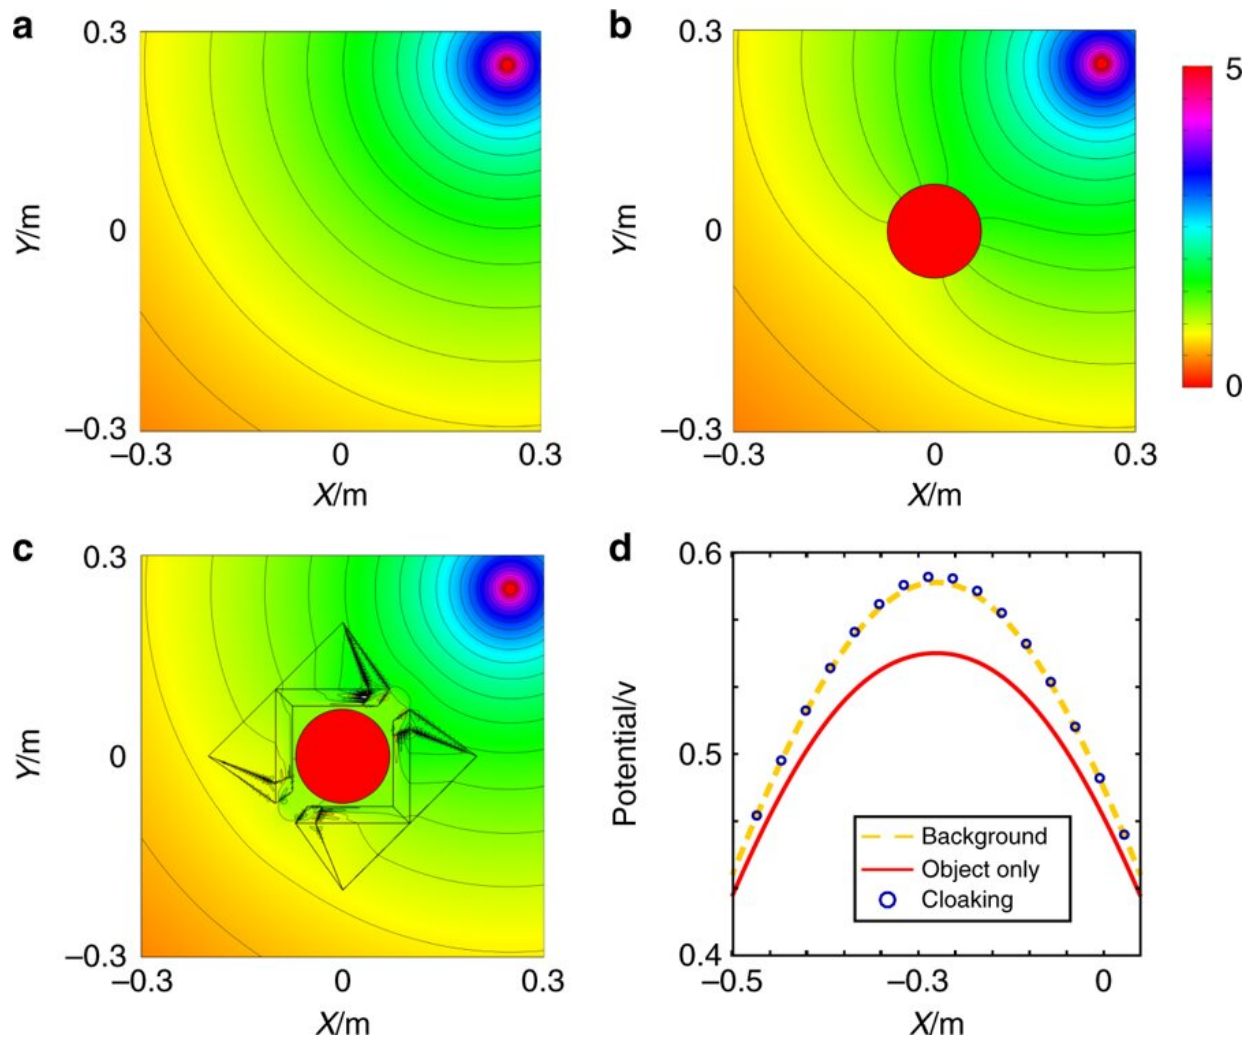 a
0.3
0
–0.3
Y/m
–0.3
0
0.3
X/m
b
0.3
0
–0.3
Y/m
–0.3
0
0.3
X/m
5
0
c
0.3
0
–0.3
Y/m
–0.3
0
0.3
X/m
d
0.6
0.5
0.4
Potential/v
Background
Object only
Cloaking
–0.5
–0.3
0
X/m